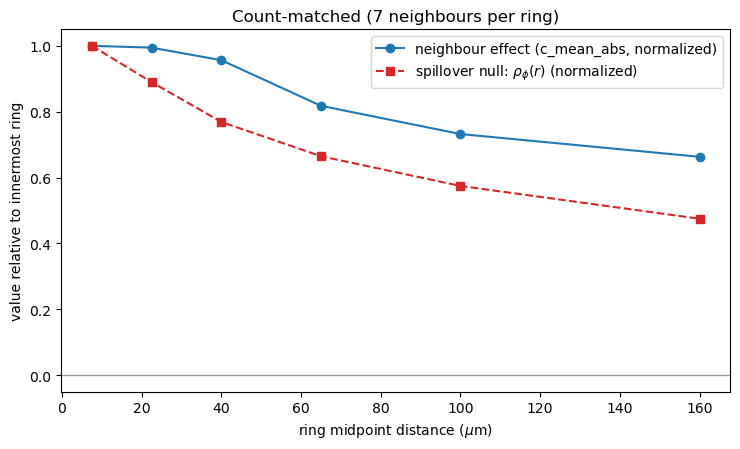 Count-matched (7 neighbours per ring)
neighbour effect (c_mean_abs, normalized)
spillover null: ρϕ(r) (normalized)
value relative to innermost ring
1.0
0.8
0.6
0.4
0.2
0.0
0 20 40 60 80 100 120 140 160
ring midpoint distance (μm)